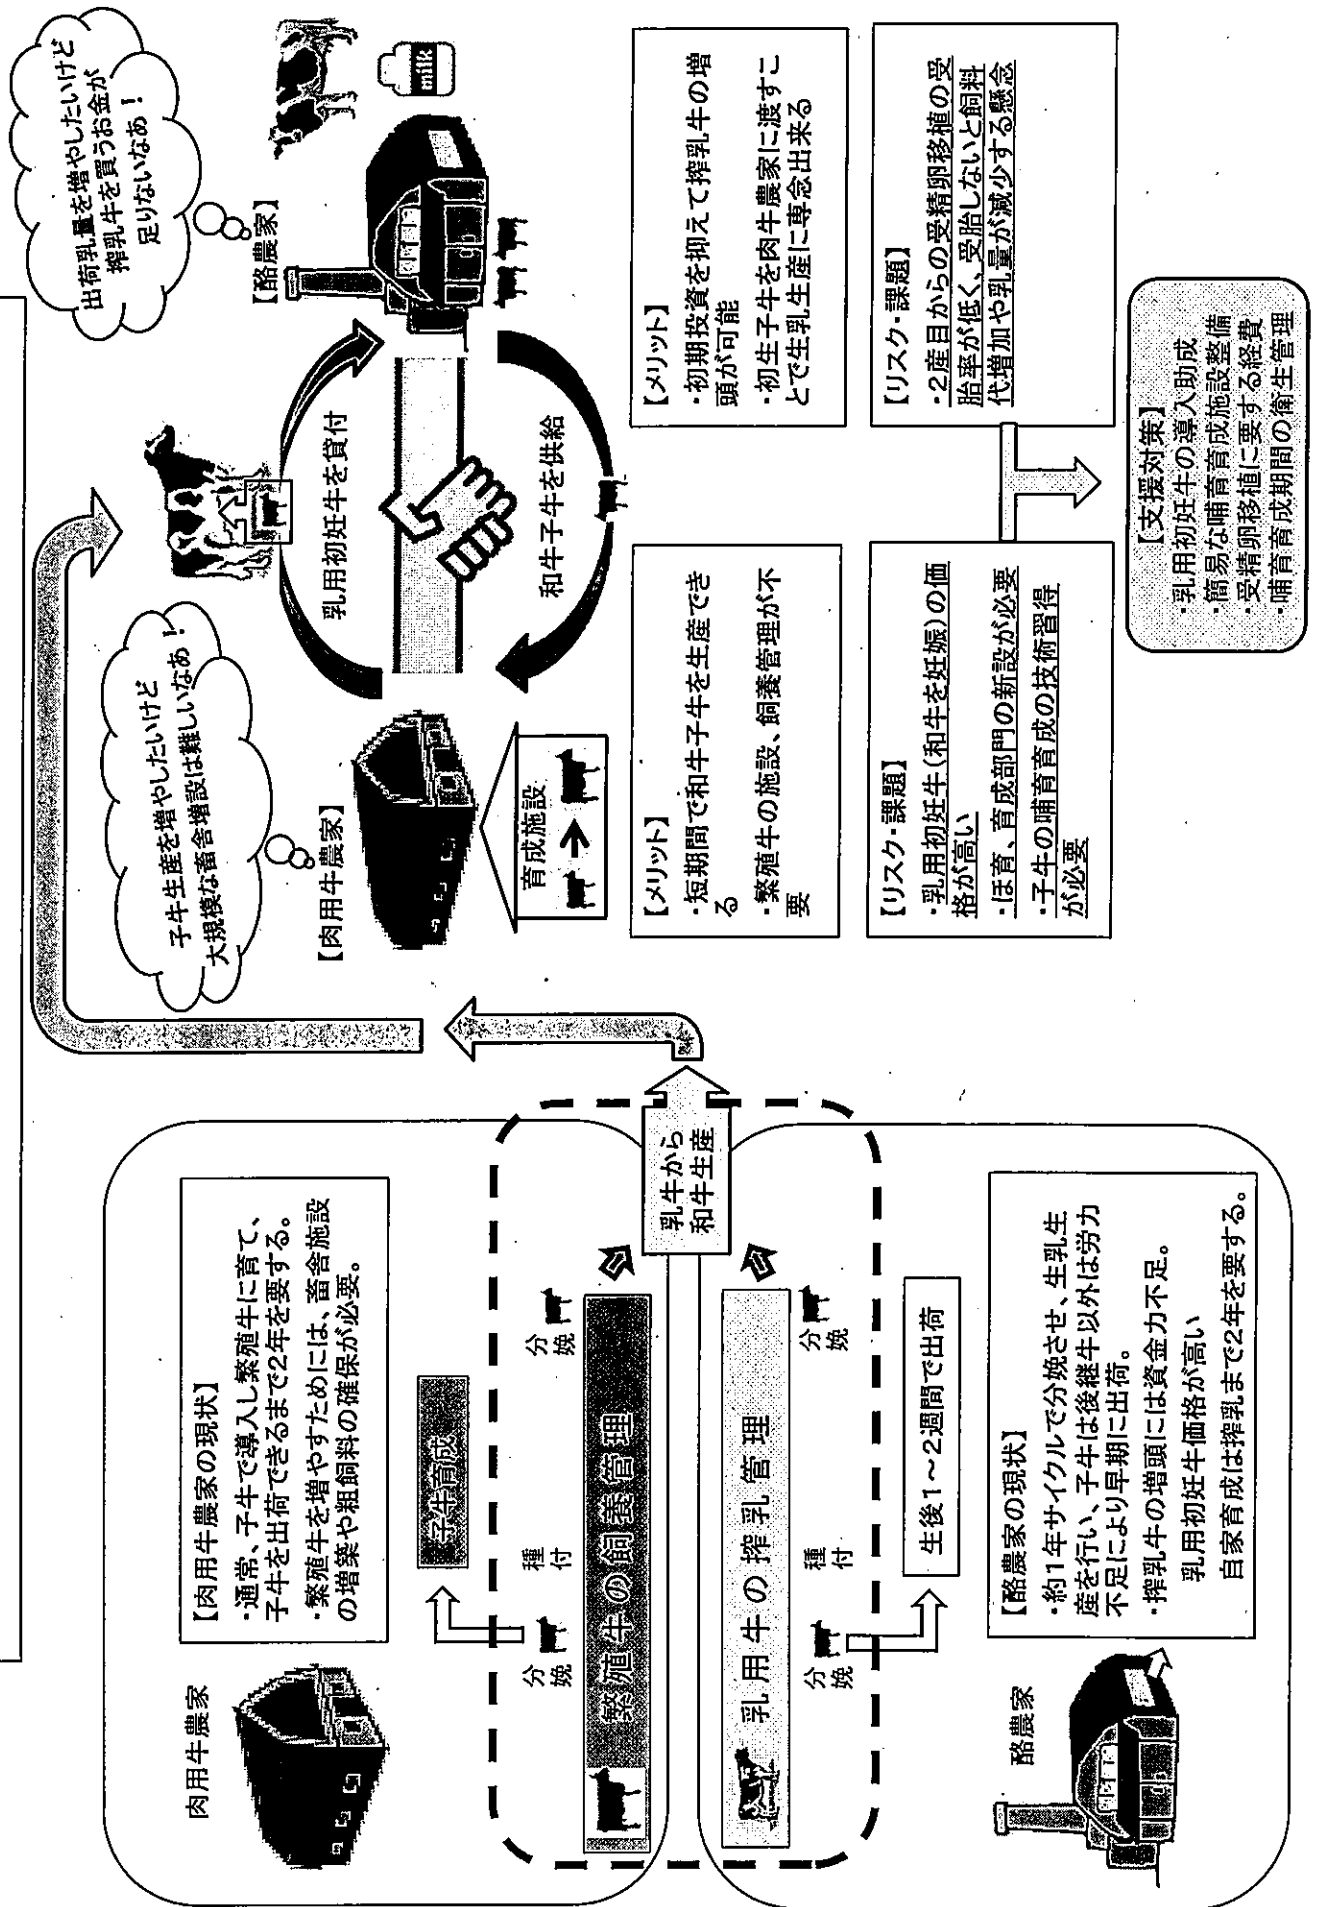 肉用牛農家
【肉用牛農家の現状】
・通常、子牛で導入し繁殖牛に育て、
子牛を出荷できるまで2年を要する。
・繁殖牛を増やすためには、畜舎施設
の増築や粗飼料の確保が必要。
子牛育成
分娩
種付
分娩
繁殖牛の飼養管理
乳牛から
和牛生産
乳用牛の搾乳管理
分娩
種付
分娩
生後1～2週間で出荷
酪農家
【酪農家の現状】
・約1年サイクルで分娩させ、生乳生
産を行い、子牛は後継牛以外は労力
不足により早期に出荷。
・搾乳牛の増頭には資金力不足。
乳用初妊牛価格が高い
自家育成は搾乳まで2年を要する。
子牛生産を増やしたいけど
大規模な畜舎増設は難しいなあ！
【肉用牛農家】
育成施設
乳用初妊牛を貸付
和牛子牛を供給
出荷乳量を増やしたいけど
搾乳牛を買うお金が
足りないなあ！
【酪農家】
milk
【メリット】
・短期間で和牛子牛を生産でき
る
・繁殖牛の施設、飼養管理が不
要
【メリット】
・初期投資を抑えて搾乳牛の増
頭が可能
・初生子牛を肉牛農家に渡すこ
とで生乳生産に専念出来る
【リスク・課題】
・乳用初妊牛(和牛を妊娠)の価
格が高い
・ほ育、育成部門の新設が必要
・子牛の哺育育成の技術習得
が必要
【リスク・課題】
・2産目からの受精卵移植の受
胎率が低く、受胎しないと飼料
代増加や乳量が減少する懸念
【支援対策】
・乳用初妊牛の導入助成
・簡易な哺育育成施設整備
・受精卵移植に要する経費
・哺育育成期間の衛生管理